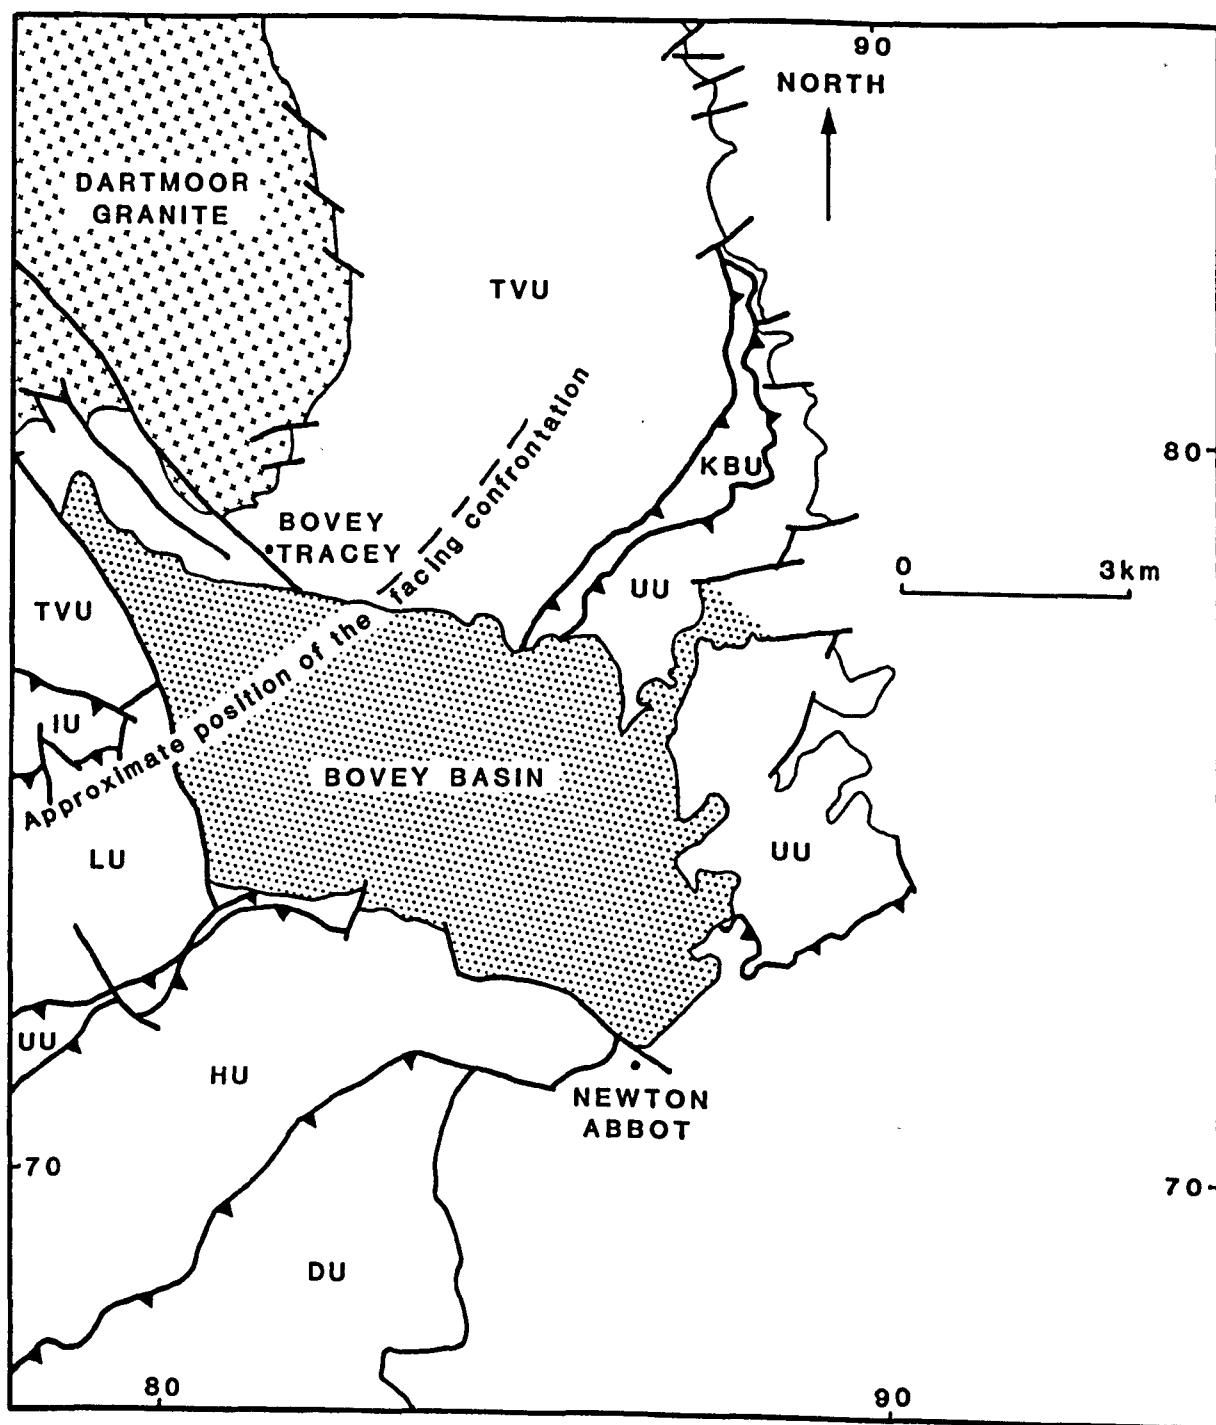 90
NORTH
DARTMOOR
GRANITE
TVU
80
KBU
BOVEY
TRACEY
Approximate position of the facing confrontation
UU
0 3km
TVU
IU
BOVEY BASIN
LU
UU
UU
HU
NEWTON
ABBOT
70
70
DU
80
90